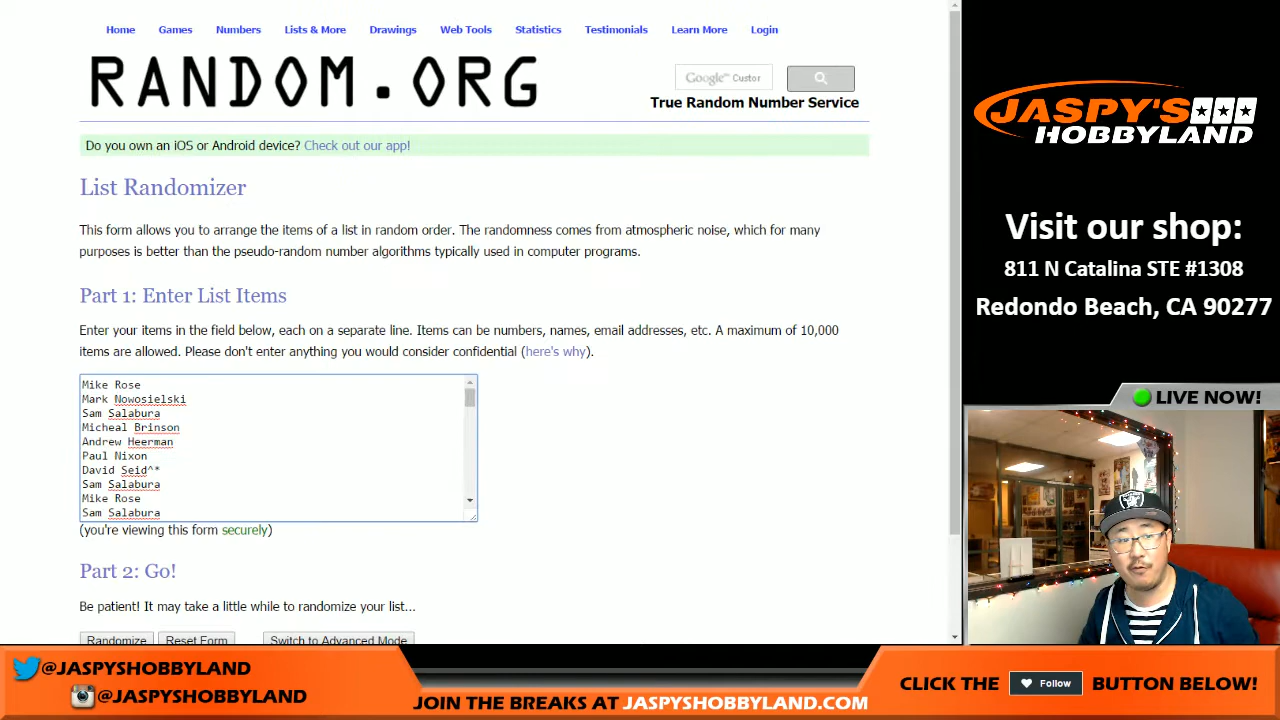 Home Games Numbers Lists & More Drawings Web Tools Statistics Testimonials Learn More Login
RANDOM.ORG
Google™ Custor
True Random Number Service
Do you own an iOS or Android device? Check out our app!
List Randomizer
This form allows you to arrange the items of a list in random order. The randomness comes from atmospheric noise, which for many
purposes is better than the pseudo-random number algorithms typically used in computer programs.
Part 1: Enter List Items
Enter your items in the field below, each on a separate line. Items can be numbers, names, email addresses, etc. A maximum of 10,000
items are allowed. Please don't enter anything you would consider confidential (here's why).
Mike Rose
Mark Nowosielski
Sam Salabura
Micheal Brinson
Andrew Heerman
Paul Nixon
David Seid^*
Sam Salabura
Mike Rose
Sam Salabura
(you're viewing this form securely)
Part 2: Go!
Be patient! It may take a little while to randomize your list...
Randomize Reset Form Switch to Advanced Mode
JASPY'S
HOBBYLAND
Visit our shop:
811 N Catalina STE #1308
Redondo Beach, CA 90277
LIVE NOW!
@JASPYSHOBBYLAND
@JASPYSHOBBYLAND
JOIN THE BREAKS AT JASPYSHOBBYLAND.COM
CLICK THE Follow BUTTON BELOW!